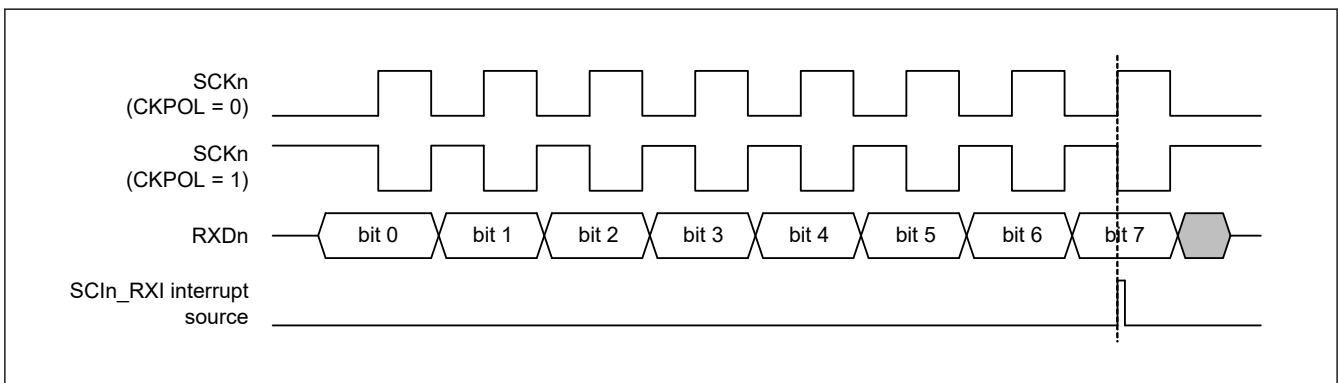 SCKn
(CKPOL = 0)
SCKn
(CKPOL = 1)
RXDn
bit 0 bit 1 bit 2 bit 3 bit 4 bit 5 bit 6 bit 7
SCIn_RXI interrupt
source